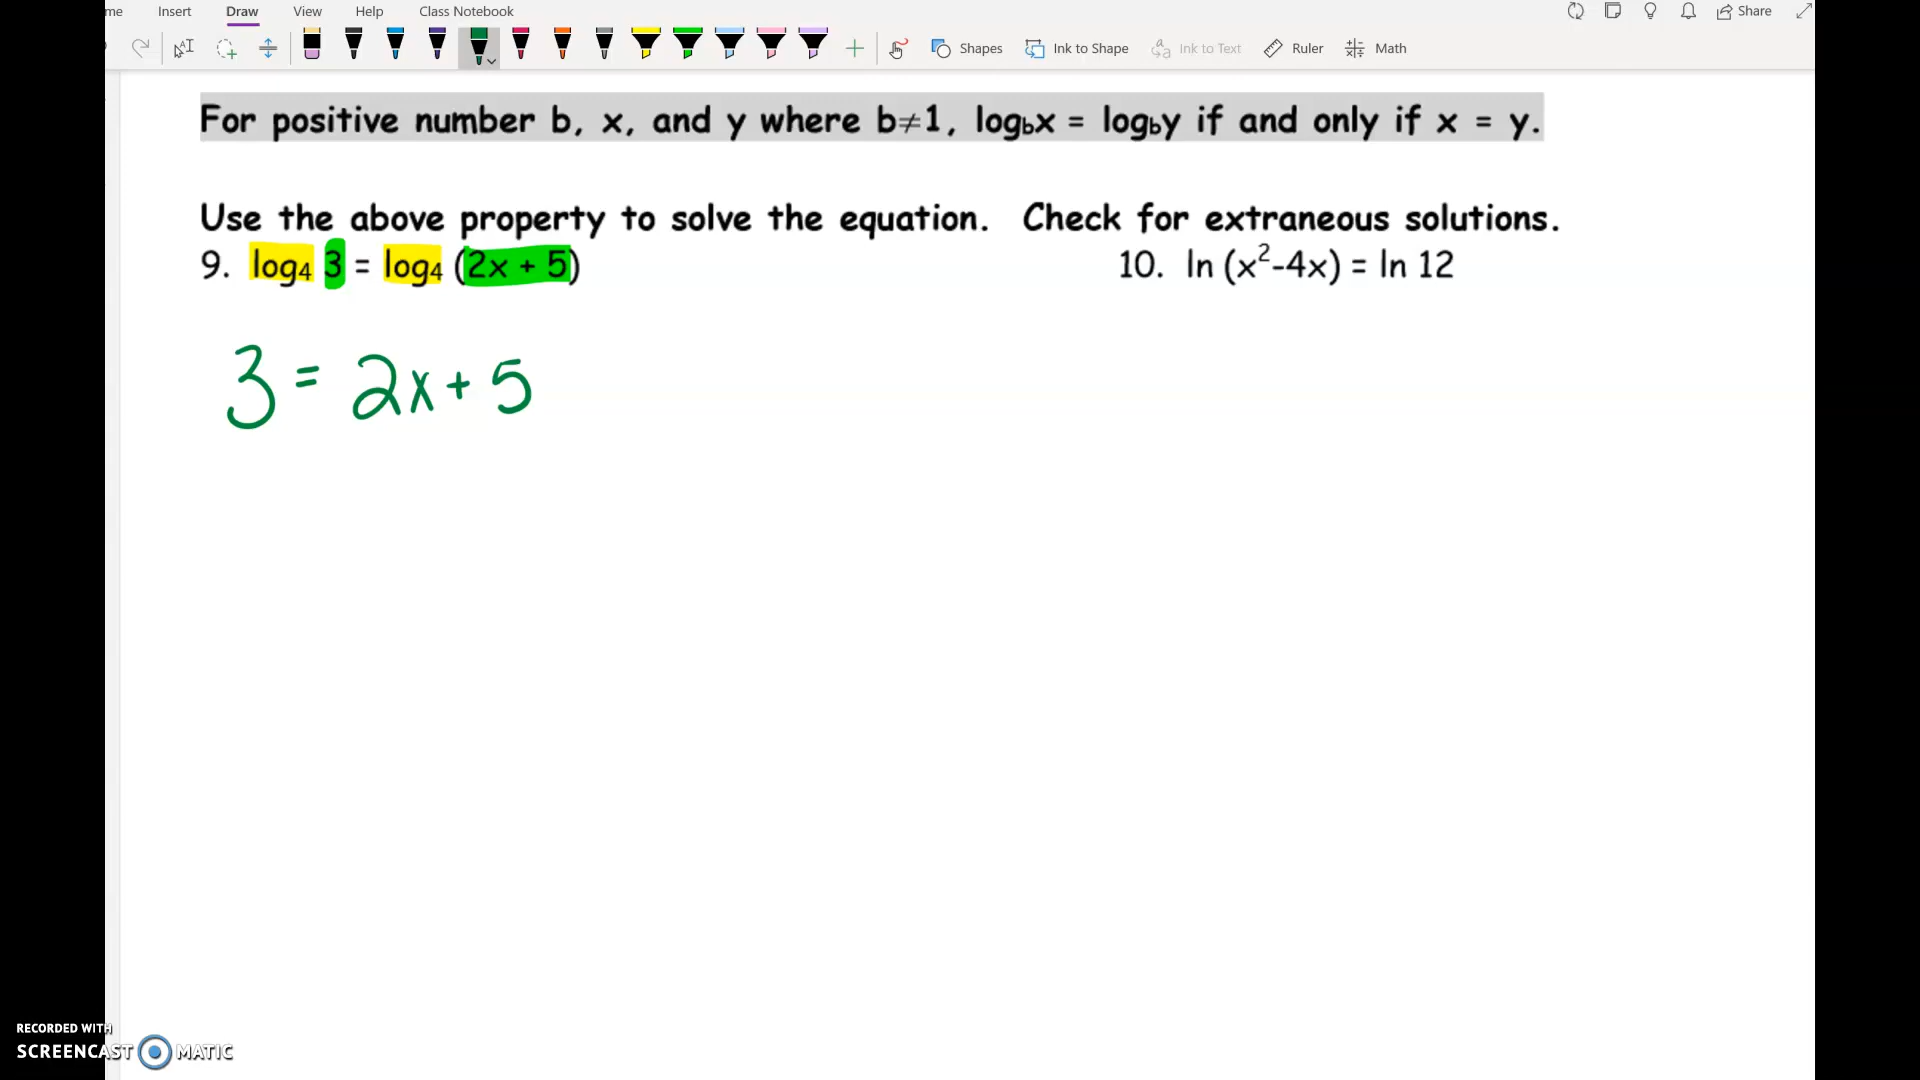 me Insert Draw View Help Class Notebook Share
Shapes Ink to Shape Ink to Text Ruler Math
For positive number b, x, and y where b≠1, log_b x = log_b y if and only if x = y.
Use the above property to solve the equation. Check for extraneous solutions.
9. log₄ 3 = log₄ (2x + 5)
10. ln (x²-4x) = ln 12
3 = 2x + 5
RECORDED WITH
SCREENCAST MATIC